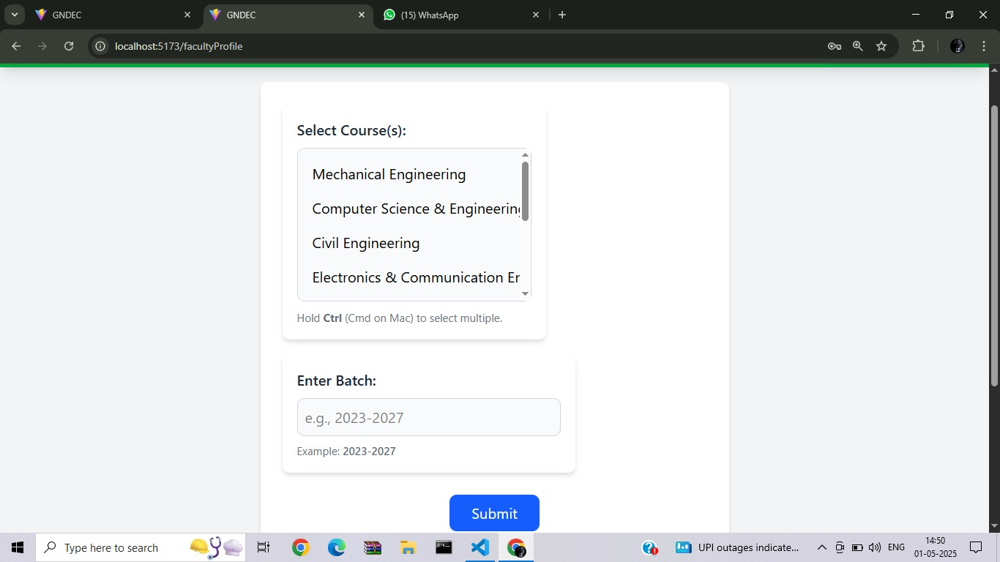 GNDEC
GNDEC
(15) WhatsApp
localhost:5173/facultyProfile
Select Course(s):
Mechanical Engineering
Computer Science & Engineering
Civil Engineering
Electronics & Communication Er
Hold Ctrl (Cmd on Mac) to select multiple.
Enter Batch:
e.g., 2023-2027
Example: 2023-2027
Submit
Type here to search
UPI outages indicate...
ENG
14:50
01-05-2025